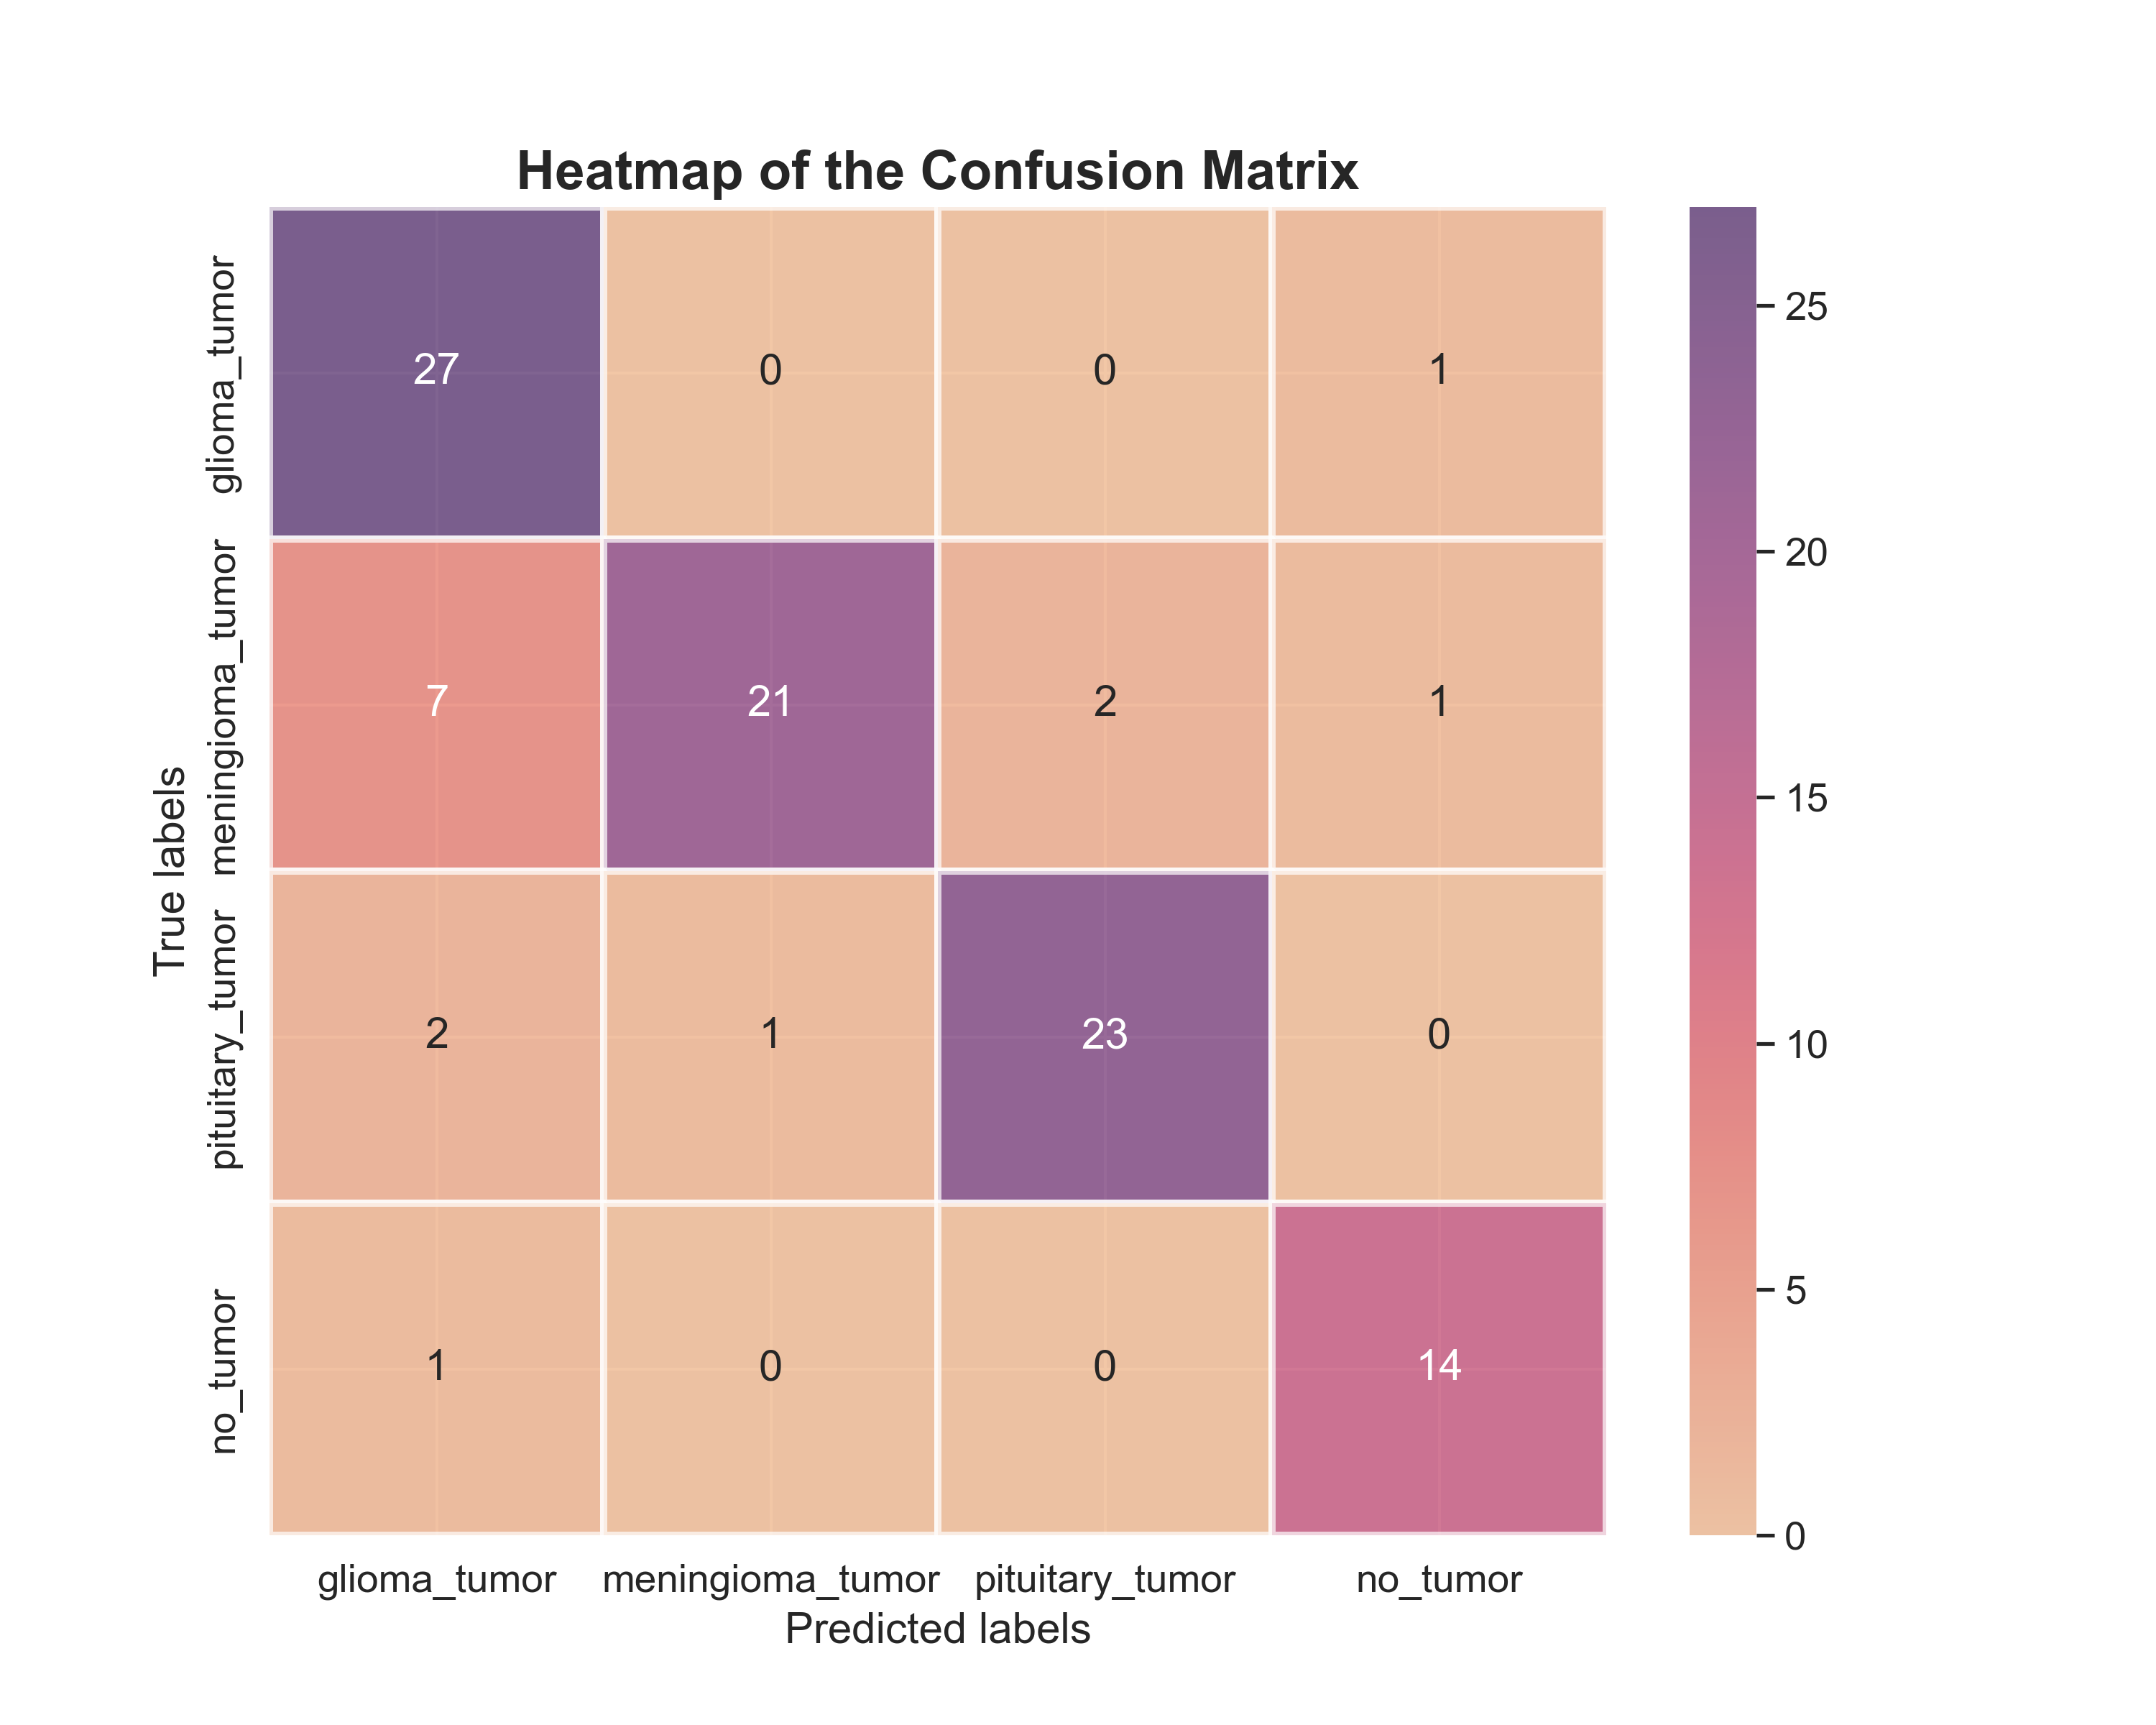 Heatmap of the Confusion Matrix
True labels
glioma_tumor
27 0 0 1
meningioma_tumor
7 21 2 1
pituitary_tumor
2 1 23 0
no_tumor
1 0 0 14
glioma_tumor meningioma_tumor pituitary_tumor no_tumor
Predicted labels
25
20
15
10
5
0